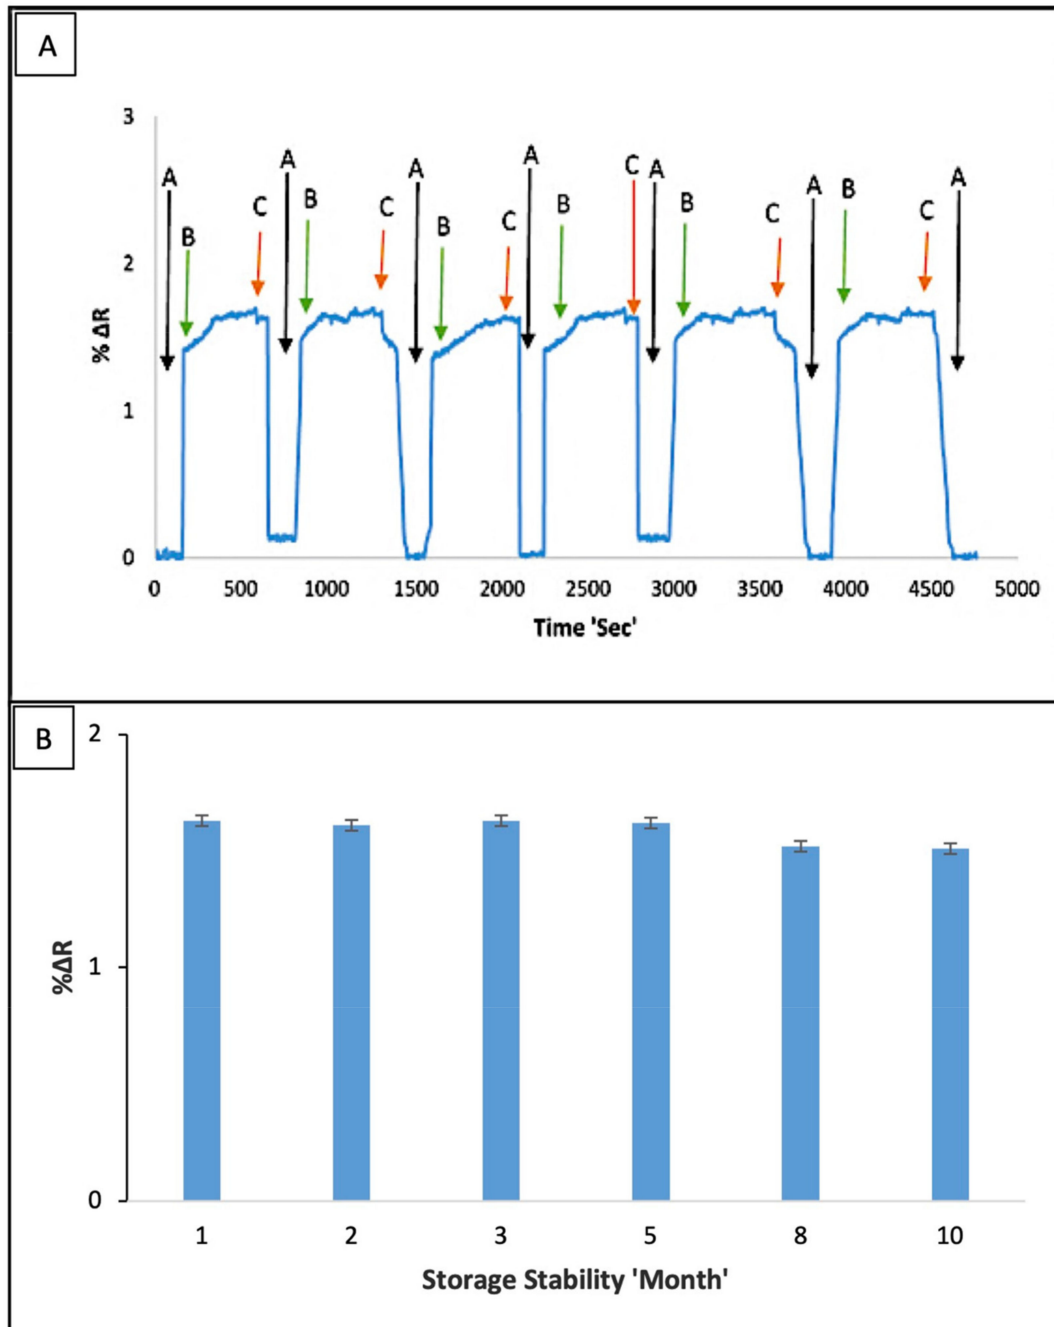 A
3
A A A C A A B A
B C B C B C B B C C
2
% ΔR
1
0
0 500 1000 1500 2000 2500 3000 3500 4000 4500 5000
Time 'Sec'
B
2
%ΔR
1
0
1 2 3 5 8 10
Storage Stability 'Month'